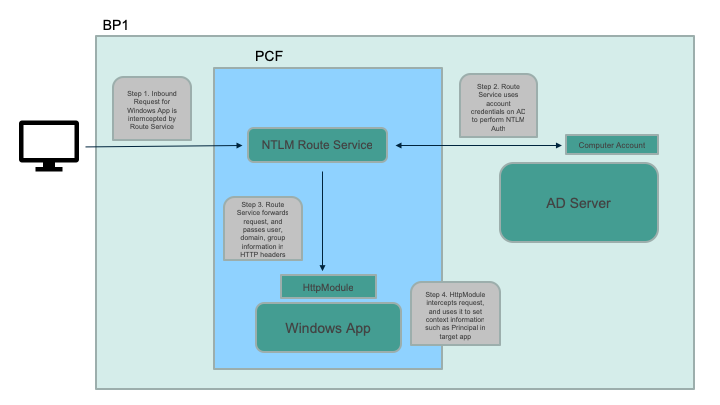 BP1
PCF
Step 1. Inbound
Request for
Windows App is
interncepted by
Route Service
Step 2. Route
Service uses
account
credentials on AD
to perform NTLM
Auth
NTLM Route Service
Computer Account
AD Server
Step 3. Route
Service forwards
request, and
passes user,
domain, group
information in
HTTP headers
HttpModule
Windows App
Step 4. HttpModule
intercepts request,
and uses it to set
context information
such as Principal in
target app